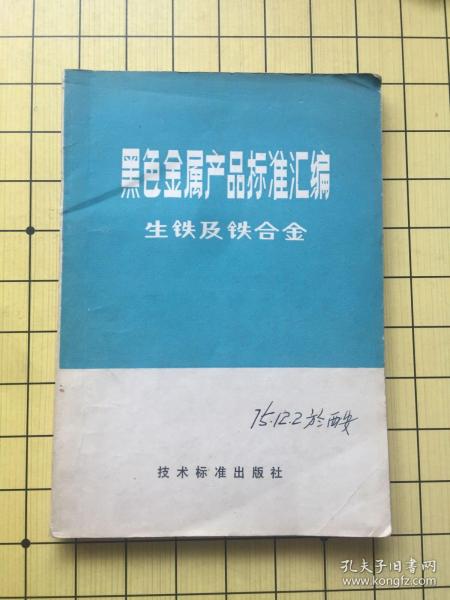 黑色金属产品标准汇编
生铁及铁合金
75.12.2于西安
技术标准出版社
孔夫子旧书网
www.kongfz.com